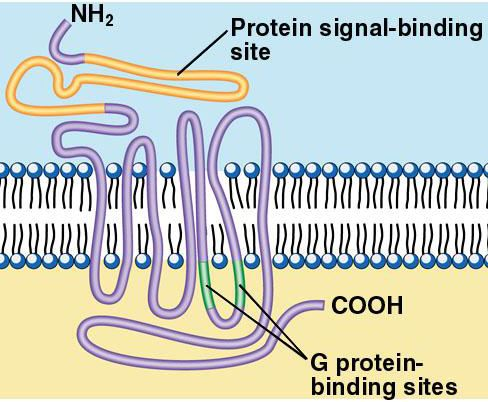 NH2
Protein signal-binding
site
COOH
G protein-
binding sites